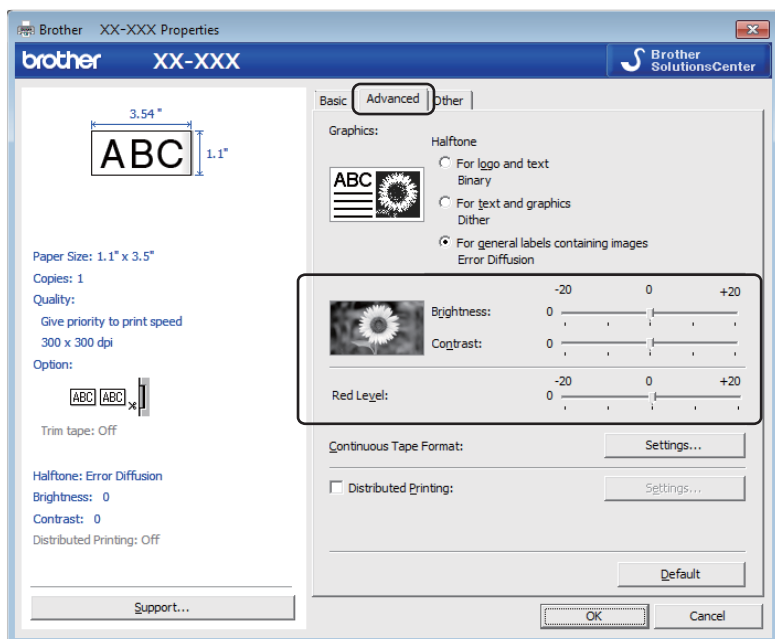 Brother XX-XXX Properties
brother XX-XXX
Brother
SolutionsCenter
3.54 "
ABC
1.1"
Paper Size: 1.1" x 3.5"
Copies: 1
Quality:
Give priority to print speed
300 x 300 dpi
Option:
ABC ABC
Trim tape: Off
Halftone: Error Diffusion
Brightness: 0
Contrast: 0
Distributed Printing: Off
Support...
Basic Advanced Other
Graphics:
ABC
Halftone
For logo and text
Binary
For text and graphics
Dither
For general labels containing images
Error Diffusion
-20 0 +20
Brightness: 0
Contrast: 0
-20 0 +20
Red Level: 0
Continuous Tape Format: Settings...
Distributed Printing: Settings...
Default
OK Cancel